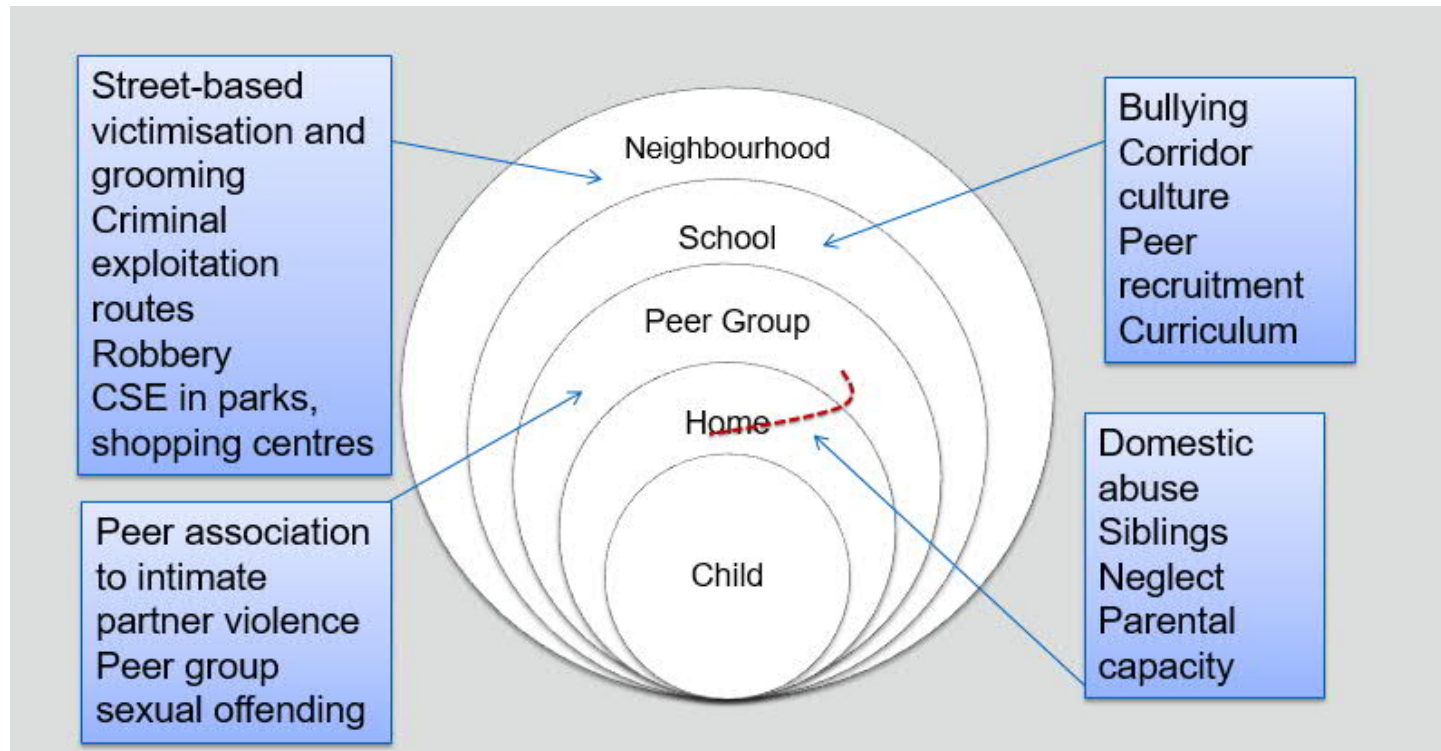 Street-based
victimisation and
grooming
Criminal
exploitation
routes
Robbery
CSE in parks,
shopping centres
Peer association
to intimate
partner violence
Peer group
sexual offending
Neighbourhood
School
Peer Group
Home
Child
Bullying
Corridor
culture
Peer
recruitment
Curriculum
Domestic
abuse
Siblings
Neglect
Parental
capacity